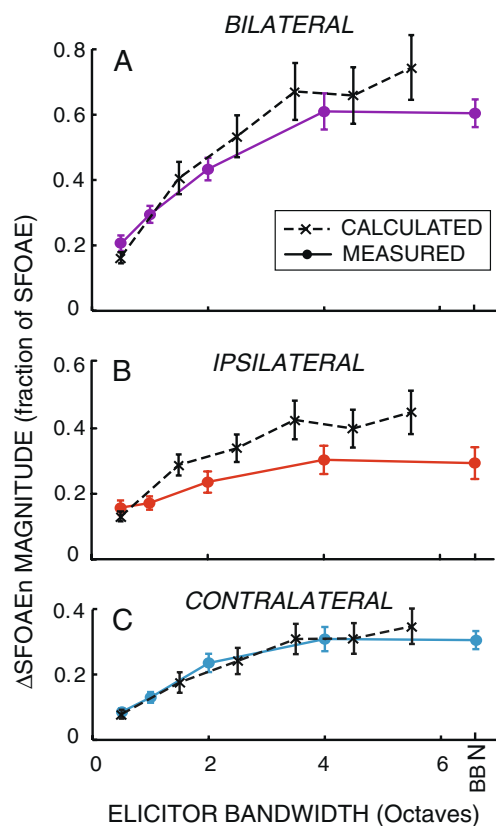 BILATERAL
A
0.8
0.6
0.4
0.2
0
CALCULATED
MEASURED
ΔSFOAEn MAGNITUDE (fraction of SFOAE)
IPSILATERAL
B
0.6
0.4
0.2
0
CONTRALATERAL
C
0.4
0.2
0
0 2 4 6 BBN
ELICITOR BANDWIDTH (Octaves)